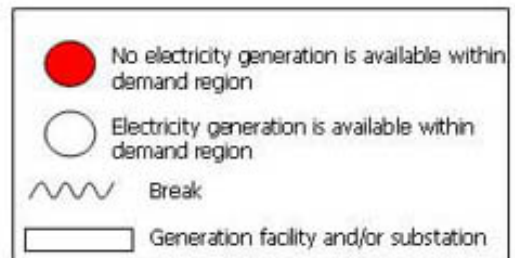 No electricity generation is available within
demand region
Electricity generation is available within
demand region
Break
Generation facility and/or substation